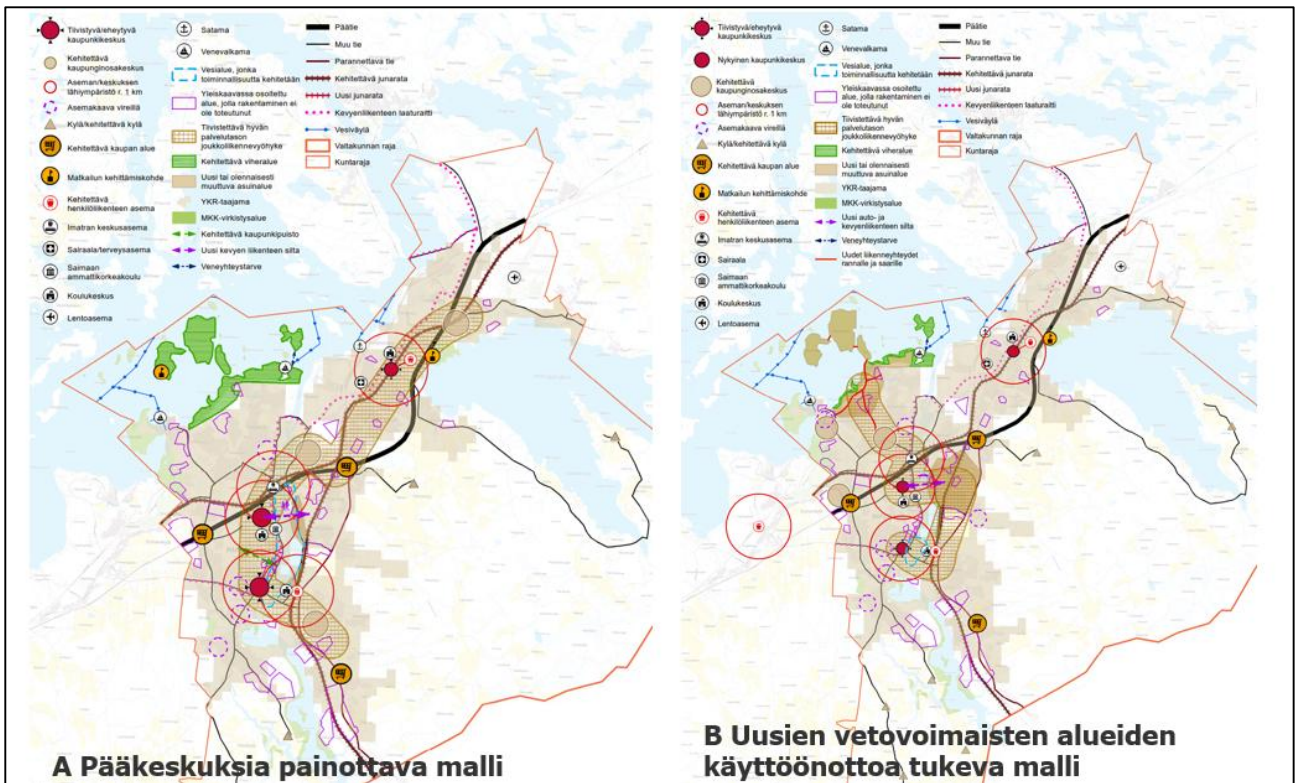 Tiivistyvä/eheytyvä
kaupunkikeskus
Kehitettävä
kaupunginosakeskus
Aseman/keskuksen
lähiympäristö r. 1 km
Asemakaava vireillä
Kylä/kehitettävä kylä
Kehitettävä kaupan alue
Matkailun kehittämiskohde
Kehitettävä
henkilöliikenteen asema
Imatran keskusasema
Sairaala/terveysasema
Saimaan
ammattikorkeakoulu
Koulukeskus
Lentoasema
Satama
Venevalkama
Vesialue, jonka
toiminnallisuutta kehitetään
Yleiskaavassa osoitettu
alue, jolla rakentaminen ei
ole toteutunut
Tiivistettävä hyvän
palvelutason
joukkoliikennevyöhyke
Kehitettävä viheralue
Uusi tai olennaisesti
muuttuva asuinalue
YKR-taajama
MKK-virkistysalue
Kehitettävä kaupunkipuisto
Uusi kevyen liikenteen silta
Veneyhteystarve
Päätie
Muu tie
Parannettava tie
Kehitettävä junarata
Uusi junarata
Kevyenliikenteen laaturaitti
Vesiväylä
Valtakunnan raja
Kuntaraja
A Pääkeskuksia painottava malli
Tiivistyvä/eheytyvä
kaupunkikeskus
Nykyinen kaupunkikeskus
Kehitettävä
kaupunginosakeskus
Aseman/keskuksen
lähiympäristö r. 1 km
Asemakaava vireillä
Kylä/kehitettävä kylä
Kehitettävä kaupan alue
Matkailun kehittämiskohde
Kehitettävä
henkilöliikenteen asema
Imatran keskusasema
Sairaala
Saimaan
ammattikorkeakoulu
Koulukeskus
Lentoasema
Satama
Venevalkama
Vesialue, jonka
toiminnallisuutta kehitetään
Yleiskaavassa osoitettu
alue, jolla rakentaminen ei
ole toteutunut
Tiivistettävä hyvän
palvelutason
joukkoliikennevyöhyke
Kehitettävä viheralue
Uusi tai olennaisesti
muuttuva asuinalue
YKR-taajama
MKK-virkistysalue
Uusi auto- ja
kevyenliikenteen silta
Veneyhteystarve
Uudet liikenneyhteydet
rannalle ja saarille
Päätie
Muu tie
Parannettava tie
Kehitettävä junarata
Uusi junarata
Kevyenliikenteen laaturaitti
Vesiväylä
Valtakunnan raja
Kuntaraja
B Uusien vetovoimaisten alueiden
käyttöönottoa tukeva malli